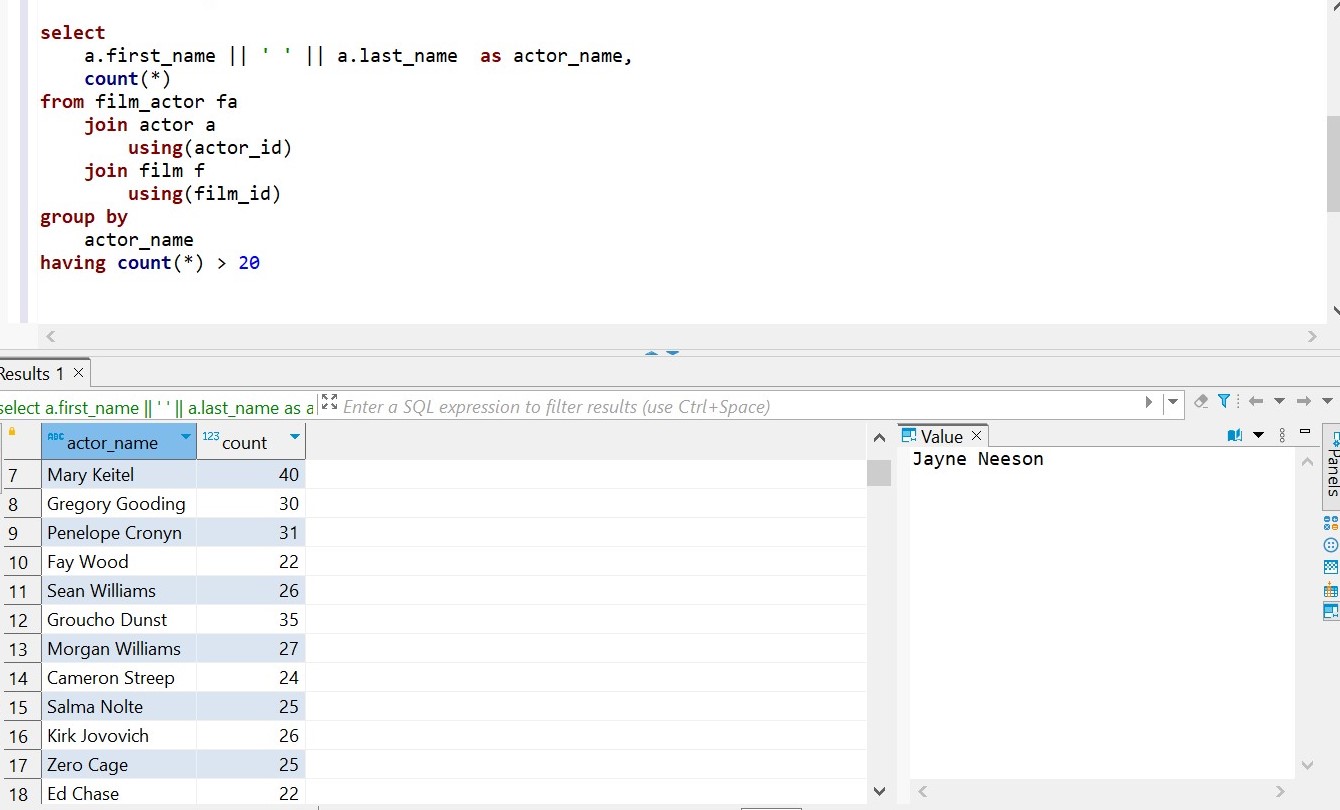 select
a.first_name || ' ' || a.last_name as actor_name,
count(*)
from film_actor fa
join actor a
using(actor_id)
join film f
using(film_id)
group by
actor_name
having count(*) > 20
Results 1
select a.first_name || ' ' || a.last_name as a
Enter a SQL expression to filter results (use Ctrl+Space)
ABC actor_name 123 count
Value
Jayne Neeson
Panels
7 Mary Keitel 40
8 Gregory Gooding 30
9 Penelope Cronyn 31
10 Fay Wood 22
11 Sean Williams 26
12 Groucho Dunst 35
13 Morgan Williams 27
14 Cameron Streep 24
15 Salma Nolte 25
16 Kirk Jovovich 26
17 Zero Cage 25
18 Ed Chase 22